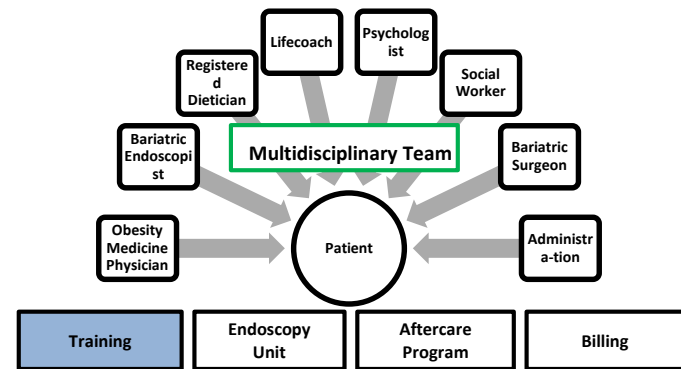 Lifecoach
Psycholog
ist
Registere
d
Dietician
Social
Worker
Multidisciplinary Team
Bariatric
Endoscopi
st
Bariatric
Surgeon
Obesity
Medicine
Physician
Patient
Administr
a-tion
Training
Endoscopy
Unit
Aftercare
Program
Billing